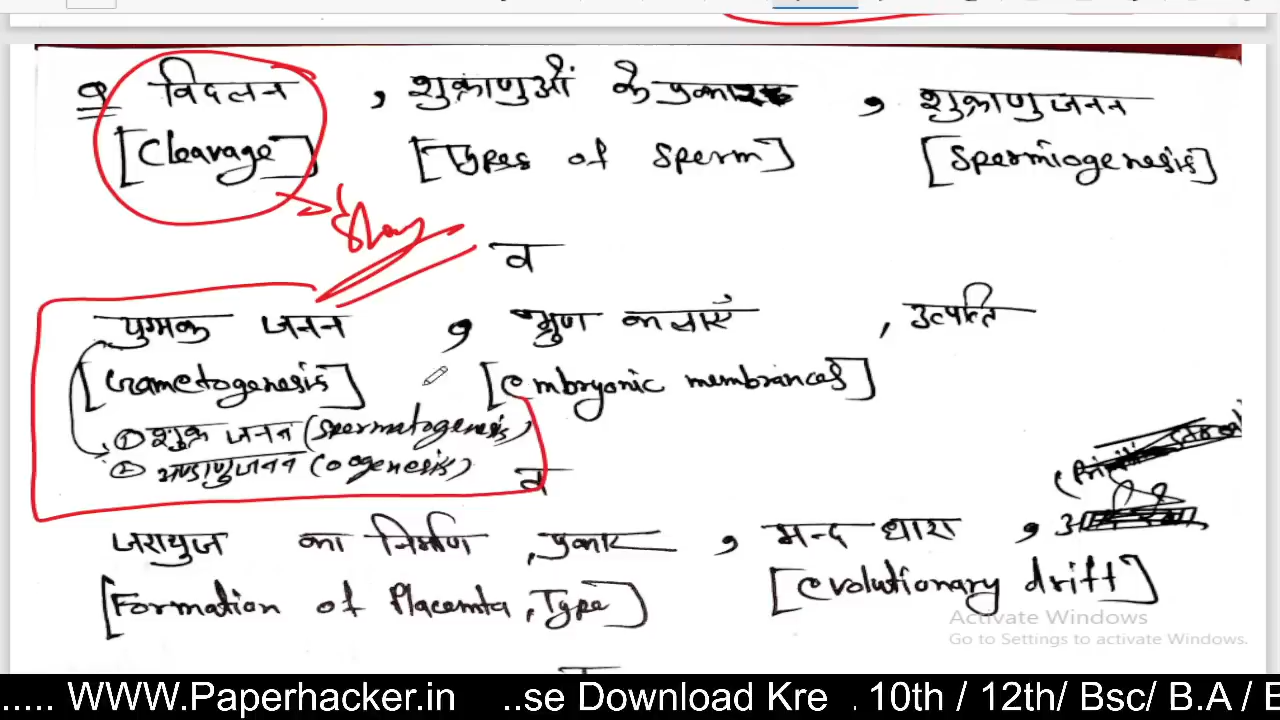 Q विदलन , शुक्राणुओं के प्रकार , शुक्राणुजनन
[Cleavage] [Types of Sperm] [Spermiogenesis]
व
युग्मक जनन , भ्रुण कलाएँ , उत्पत्ति
[Gametogenesis] [embryonic membrances]
① शुक्र जनन (Spermatogenesis)
② अण्डाणुजनन (oogenesis)
व
जरायुज का निर्माण , प्रकार , मन्द धारा ,
[Formation of Placenta, Type] [evolutionary drift]
Activate Windows
Go to Settings to activate Windows.
..... WWW.Paperhacker.in ..se Download Kre . 10th / 12th/ Bsc/ B.A /